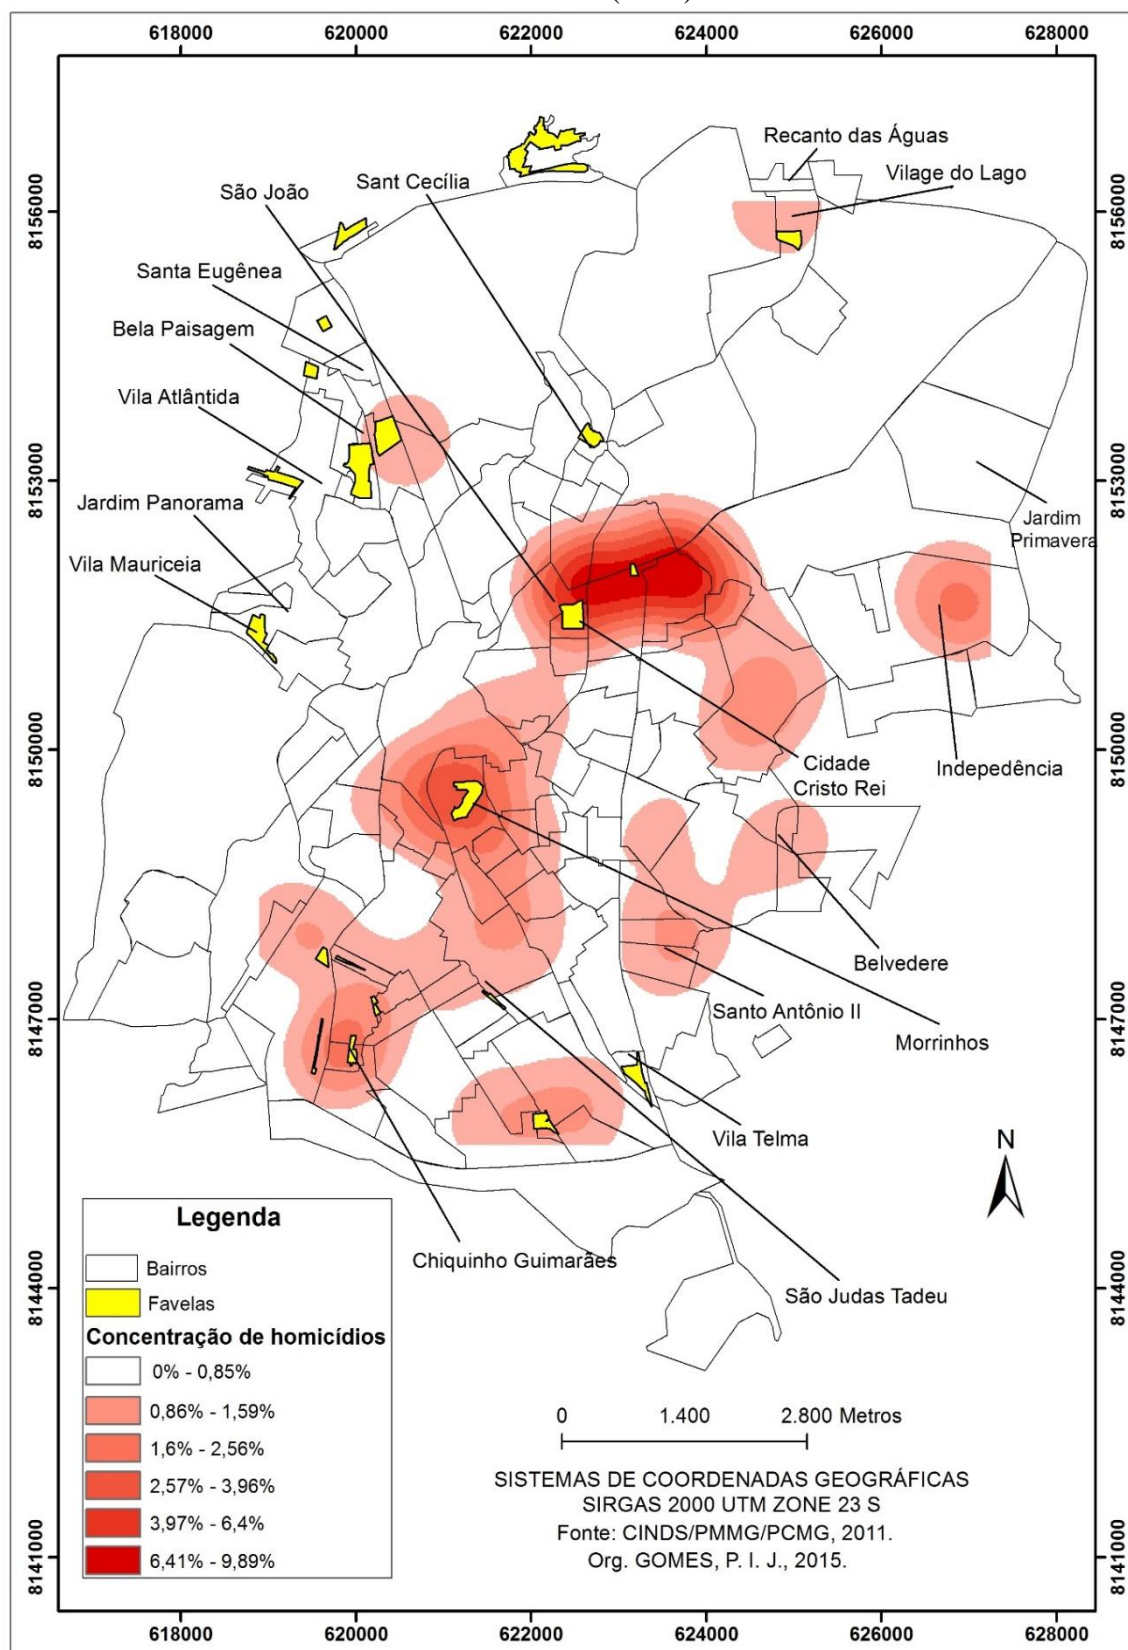 618000 620000 622000 624000 626000 628000
Recanto das Águas
Sant Cecília
Vilage do Lago
São João
8156000
8156000
Santa Eugênea
Bela Paisagem
Vila Atlântida
8153000
8153000
Jardim Panorama
Jardim
Primavera
Vila Mauriceia
8150000
8150000
Cidade
Cristo Rei
Indepedência
Belvedere
Santo Antônio II
8147000
8147000
Morrinhos
Vila Telma
N
Chiquinho Guimarães
São Judas Tadeu
8144000
8144000
Legenda
Bairros
Favelas
Concentração de homicídios
0% - 0,85%
0,86% - 1,59%
1,6% - 2,56%
2,57% - 3,96%
3,97% - 6,4%
6,41% - 9,89%
0 1.400 2.800 Metros
SISTEMAS DE COORDENADAS GEOGRÁFICAS
SIRGAS 2000 UTM ZONE 23 S
Fonte: CINDS/PMMG/PCMG, 2011.
Org. GOMES, P. I. J., 2015.
8141000
8141000
618000 620000 622000 624000 626000 628000